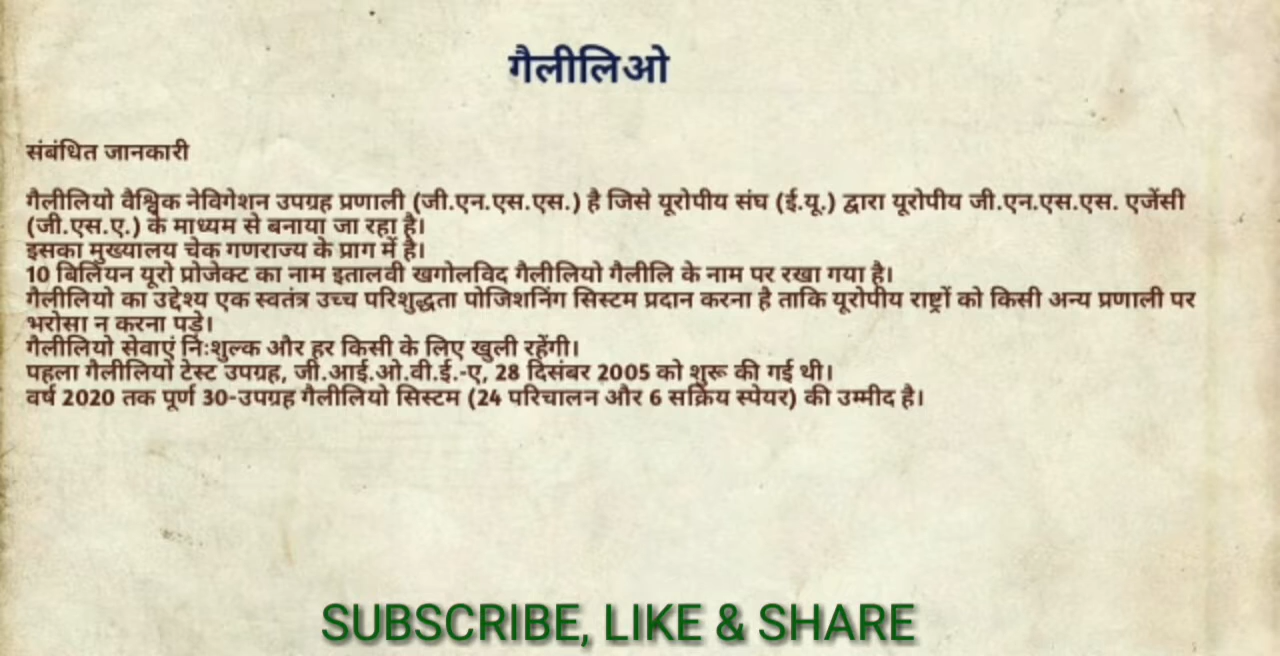 गैलीलिओ
संबंधित जानकारी
गैलीलियो वैश्विक नेविगेशन उपग्रह प्रणाली (जी.एन.एस.एस.) है जिसे यूरोपीय संघ (ई.यू.) द्वारा यूरोपीय जी.एन.एस.एस. एजेंसी
(जी.एस.ए.) के माध्यम से बनाया जा रहा है।
इसका मुख्यालय चेक गणराज्य के प्राग में है।
10 बिलियन यूरो प्रोजेक्ट का नाम इतालवी खगोलविद गैलीलियो गैलीलि के नाम पर रखा गया है।
गैलीलियो का उद्देश्य एक स्वतंत्र उच्च परिशुद्धता पोजिशनिंग सिस्टम प्रदान करना है ताकि यूरोपीय राष्ट्रों को किसी अन्य प्रणाली पर
भरोसा न करना पड़े।
गैलीलियो सेवाएं निःशुल्क और हर किसी के लिए खुली रहेंगी।
पहला गैलीलियो टेस्ट उपग्रह, जी.आई.ओ.वी.ई.-ए, 28 दिसंबर 2005 को शुरू की गई थी।
वर्ष 2020 तक पूर्ण 30-उपग्रह गैलीलियो सिस्टम (24 परिचालन और 6 सक्रिय स्पेयर) की उम्मीद है।
SUBSCRIBE, LIKE & SHARE